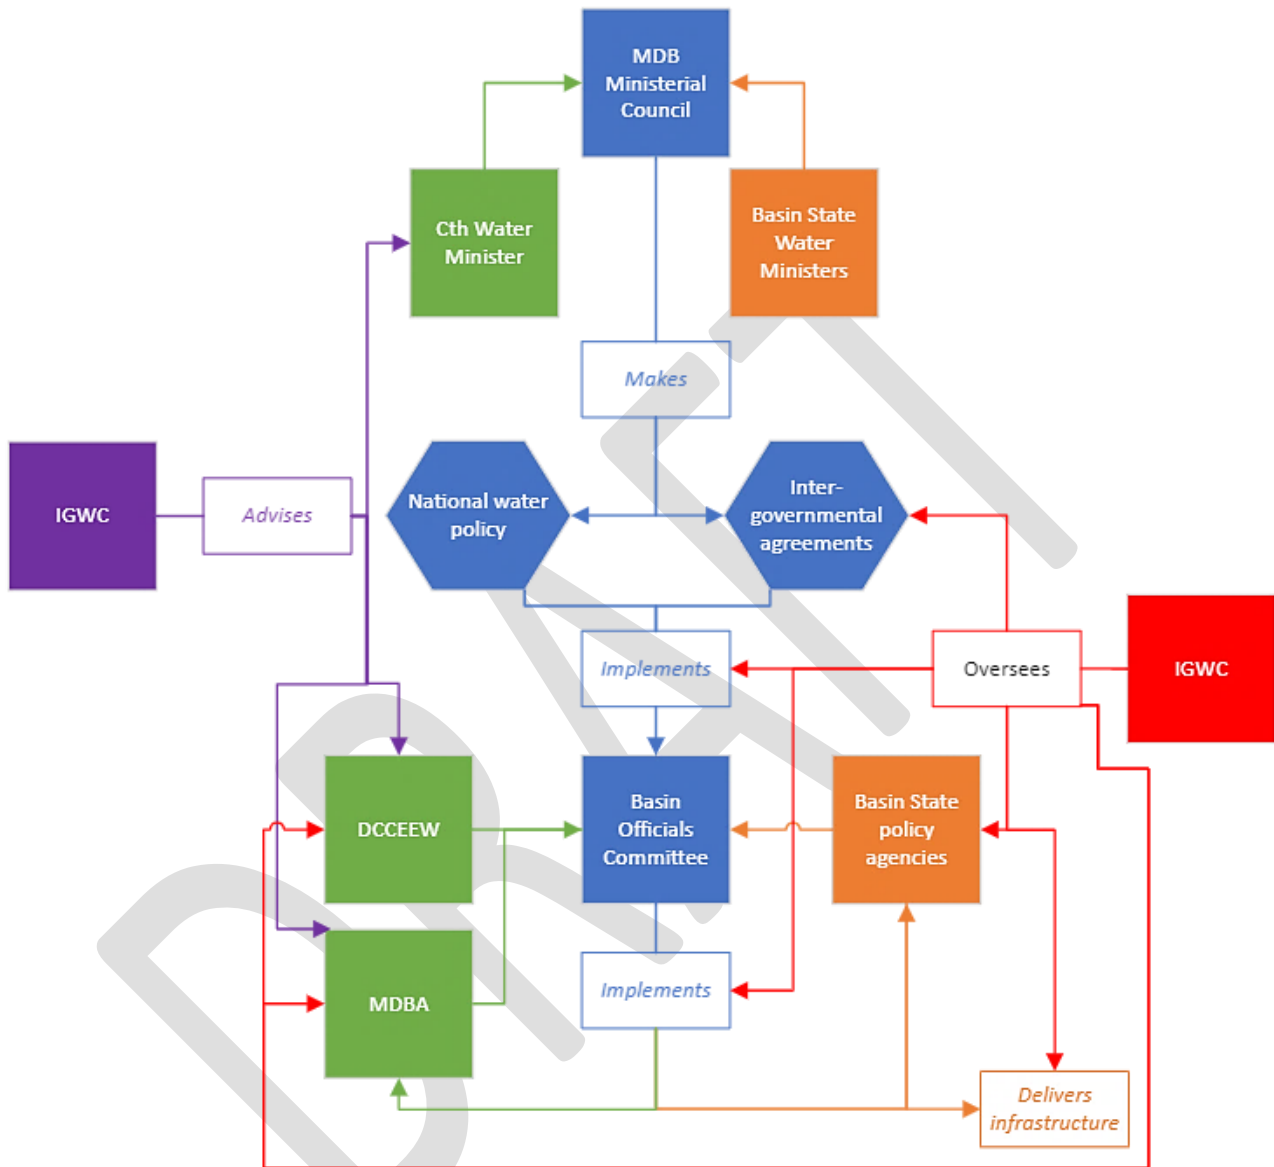 MDB
Ministerial
Council
Cth Water
Minister
Basin State
Water
Ministers
Makes
IGWC
Advises
National water
policy
Inter-
governmental
agreements
Implements
Oversees
IGWC
DCCEEW
Basin
Officials
Committee
Basin State
policy
agencies
MDBA
Implements
Delivers
infrastructure
DRAFT